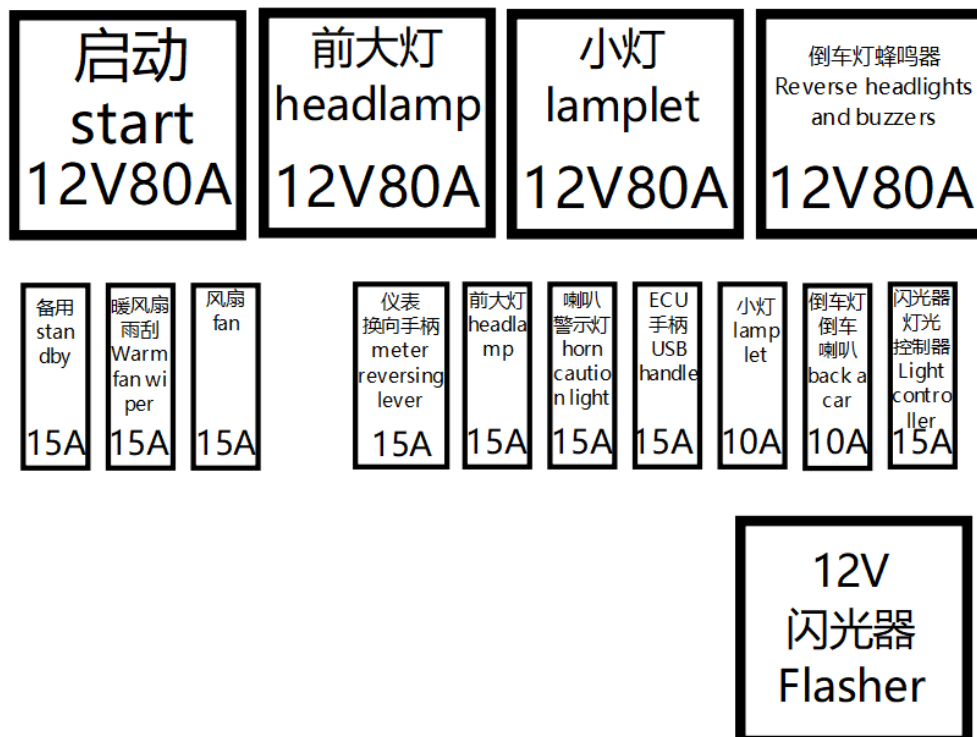 启动
start
12V80A
前大灯
headlamp
12V80A
小灯
lamplet
12V80A
倒车灯蜂鸣器
Reverse headlights
and buzzers
12V80A
备用
stan
dby
15A
暖风扇
雨刮
Warm
fan wi
per
15A
风扇
fan
15A
仪表
换向手柄
meter
reversing
lever
15A
前大灯
headla
mp
15A
喇叭
警示灯
horn
cautio
n light
15A
ECU
手柄
USB
handle
15A
小灯
lamp
let
10A
倒车灯
倒车
喇叭
back a
car
10A
闪光器
灯光
控制器
Light
contro
ller
15A
12V
闪光器
Flasher